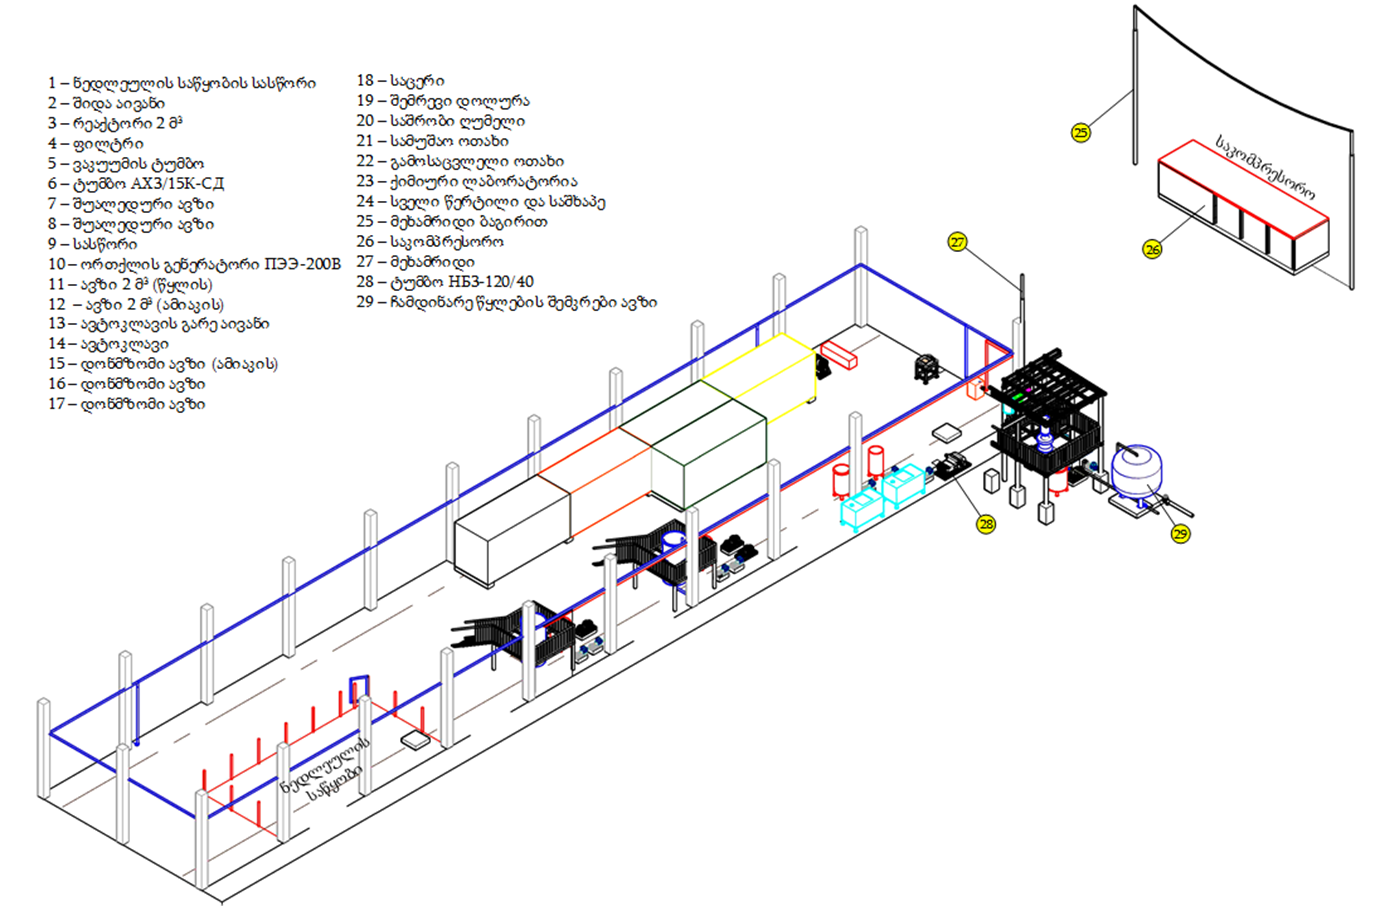 1 – ნედლეულის საწყობის სასწორი
2 – შიდა აივანი
3 – რეაქტორი 2 მ³
4 – ფილტრი
5 – ვაკუუმის ტუმბო
6 – ტუმბო АХЗ/15К-СД
7 – შუალედური ავზი
8 – შუალედური ავზი
9 – სასწორი
10 – ორთქლის გენერატორი ПЭЭ-200В
11 – ავზი 2 მ³ (წყლის)
12 – ავზი 2 მ³ (ამიაკის)
13 – ავტოკლავის გარე აივანი
14 – ავტოკლავი
15 – დონმზომი ავზი (ამიაკის)
16 – დონმზომი ავზი
17 – დონმზომი ავზი
18 – საცერი
19 – შემრევი დოლურა
20 – საშრობი ღუმელი
21 – სამუშაო ოთახი
22 – გამოსაცვლელი ოთახი
23 – ქიმიური ლაბორატორია
24 – სველი წერტილი და საშხაპე
25 – მეხამრიდი ბაგირით
26 – საკომპრესორო
27 – მეხამრიდი
28 – ტუმბო НБЗ-120/40
29 – ჩამდინარე წყლების შემკრები ავზი
25
საკომპრესორო
26
27
28
29
ნედლეულის
საწყობი